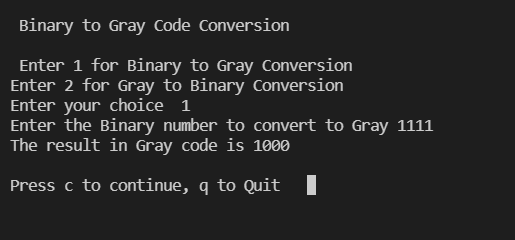 Binary to Gray Code Conversion
Enter 1 for Binary to Gray Conversion
Enter 2 for Gray to Binary Conversion
Enter your choice  1
Enter the Binary number to convert to Gray 1111
The result in Gray code is 1000
Press c to continue, q to Quit